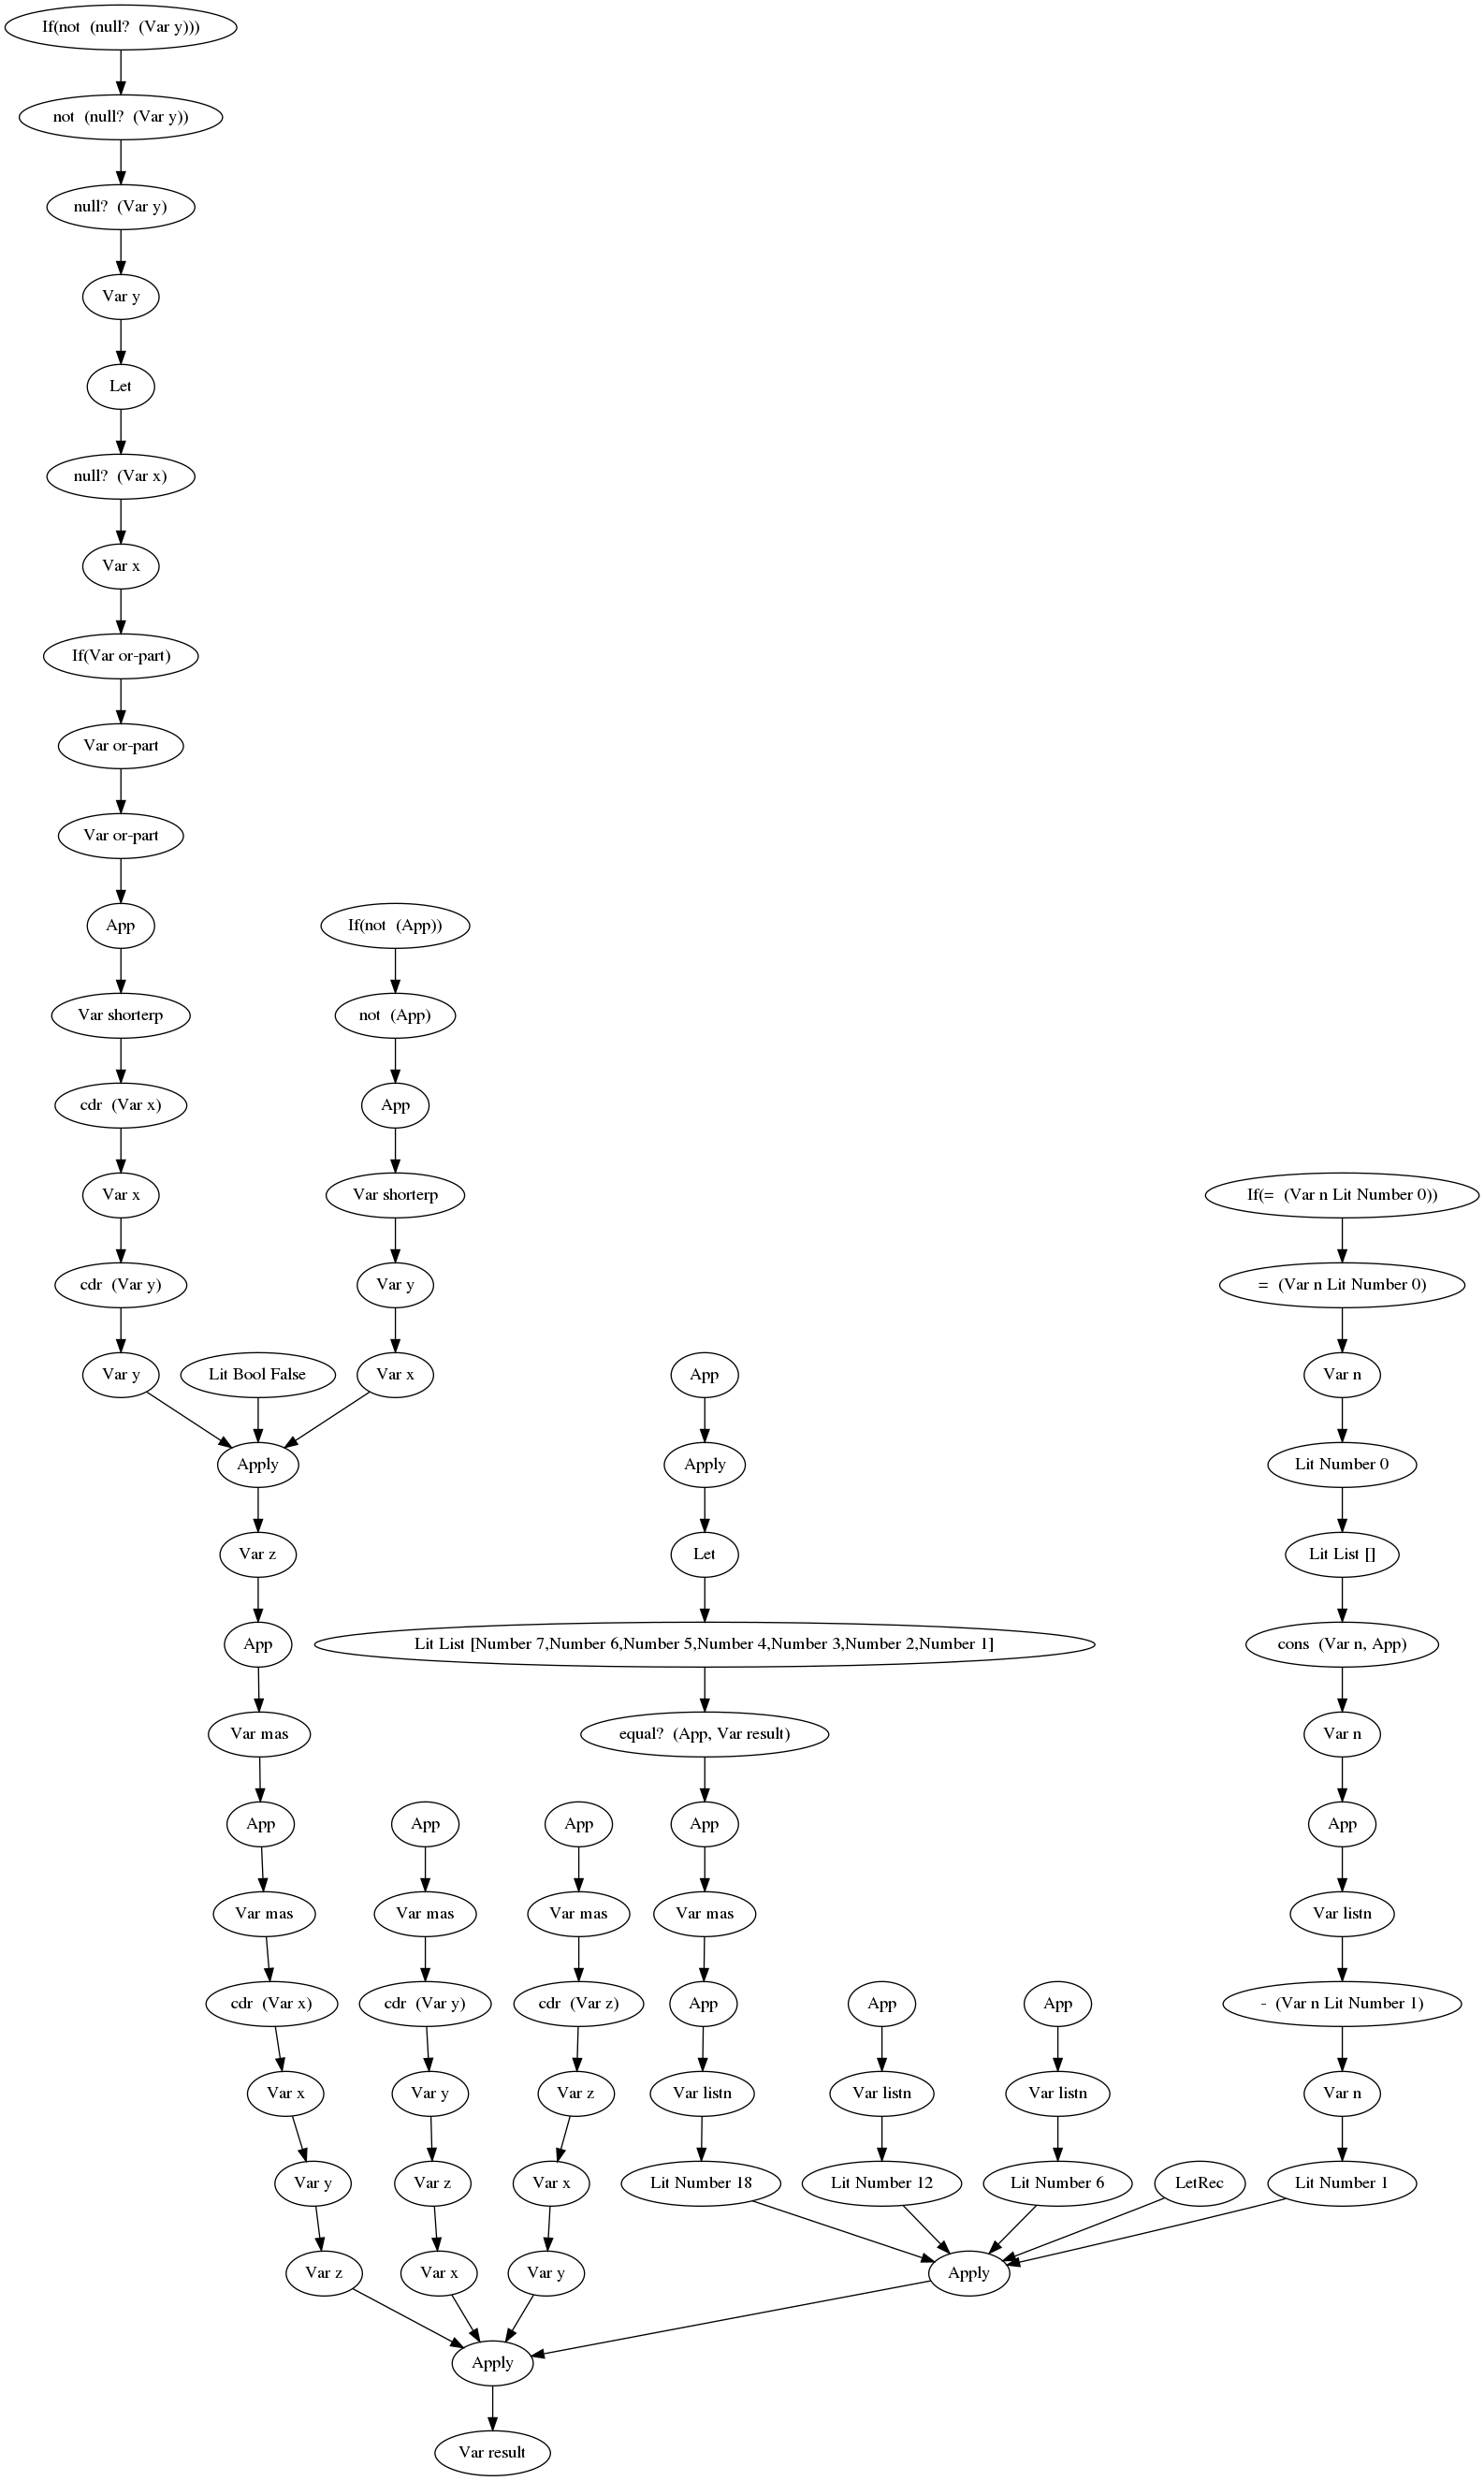 If(not (null? (Var y)))
not (null? (Var y))
null? (Var y)
Var y
Let
null? (Var x)
Var x
If(Var or-part)
Var or-part
Var or-part
App
If(not (App))
Var shorterp
not (App)
cdr (Var x)
App
Var x
Var shorterp
If(= (Var n Lit Number 0))
cdr (Var y)
Var y
= (Var n Lit Number 0)
Var y
Lit Bool False
Var x
App
Var n
Apply
Apply
Lit Number 0
Var z
Let
Lit List []
App
Lit List [Number 7,Number 6,Number 5,Number 4,Number 3,Number 2,Number 1]
cons (Var n, App)
Var mas
equal? (App, Var result)
Var n
App
App
App
App
App
Var mas
Var mas
Var mas
Var mas
Var listn
cdr (Var x)
cdr (Var y)
cdr (Var z)
App
App
App
- (Var n Lit Number 1)
Var x
Var y
Var z
Var listn
Var listn
Var listn
Var n
Var y
Var z
Var x
Lit Number 18
Lit Number 12
Lit Number 6
LetRec
Lit Number 1
Var z
Var x
Var y
Apply
Apply
Var result